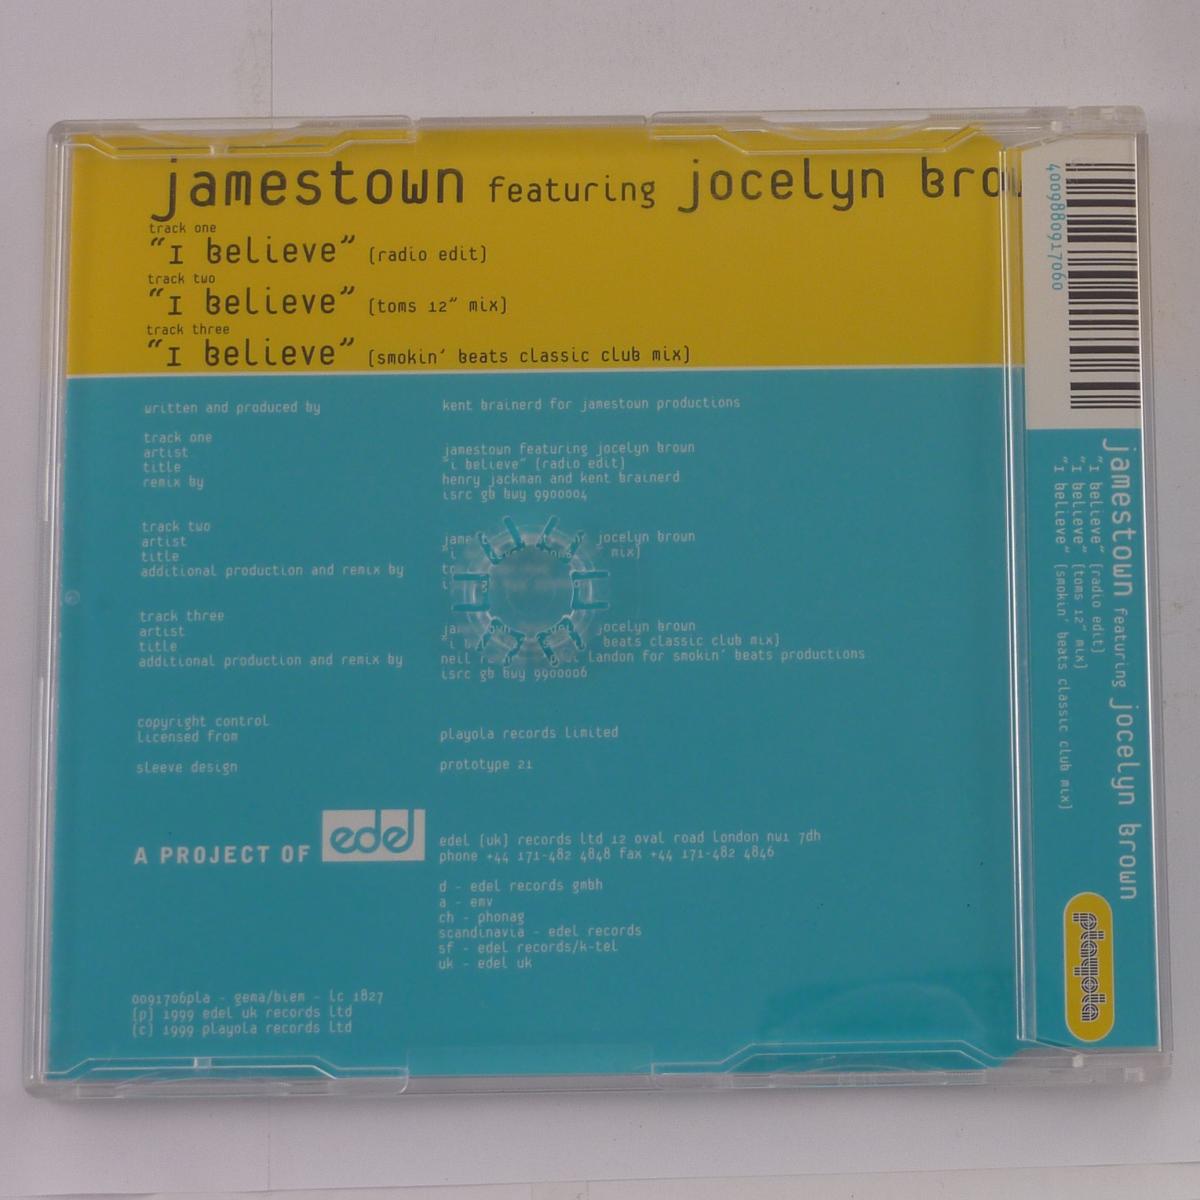 jamestown featuring jocelyn brow
track one
"I believe" (radio edit)
track two
"I believe" (toms 12" mix)
track three
"I believe" (smokin' beats classic club mix)
written and produced by kent brainerd for jamestown productions
track one
artist jamestown featuring jocelyn brown
title "I believe" (radio edit)
remix by henry jackman and kent brainerd
isrc gb buy 9900004
track two
artist jocelyn brown
title mix)
additional production and remix by
track three
artist jocelyn brown
title beats classic club mix)
additional production and remix by neil landon for smokin' beats productions
isrc gb buy 9900006
copyright control
licensed from playola records limited
sleeve design prototype 21
A PROJECT OF edel
edel (uk) records ltd 12 oval road london nw1 7dh
phone +44 171-482 4848 fax +44 171-482 4846
d - edel records gmbh
a - emv
ch - phonag
scandinavia - edel records
sf - edel records/k-tel
uk - edel uk
0091706pla - gema/biem - lc 1827
(p) 1999 edel uk records ltd
(c) 1999 playola records ltd
4009880917060
jamestown featuring jocelyn brown
"I believe" (radio edit)
"I believe" (toms 12" mix)
"I believe" (smokin' beats classic club mix)
playola